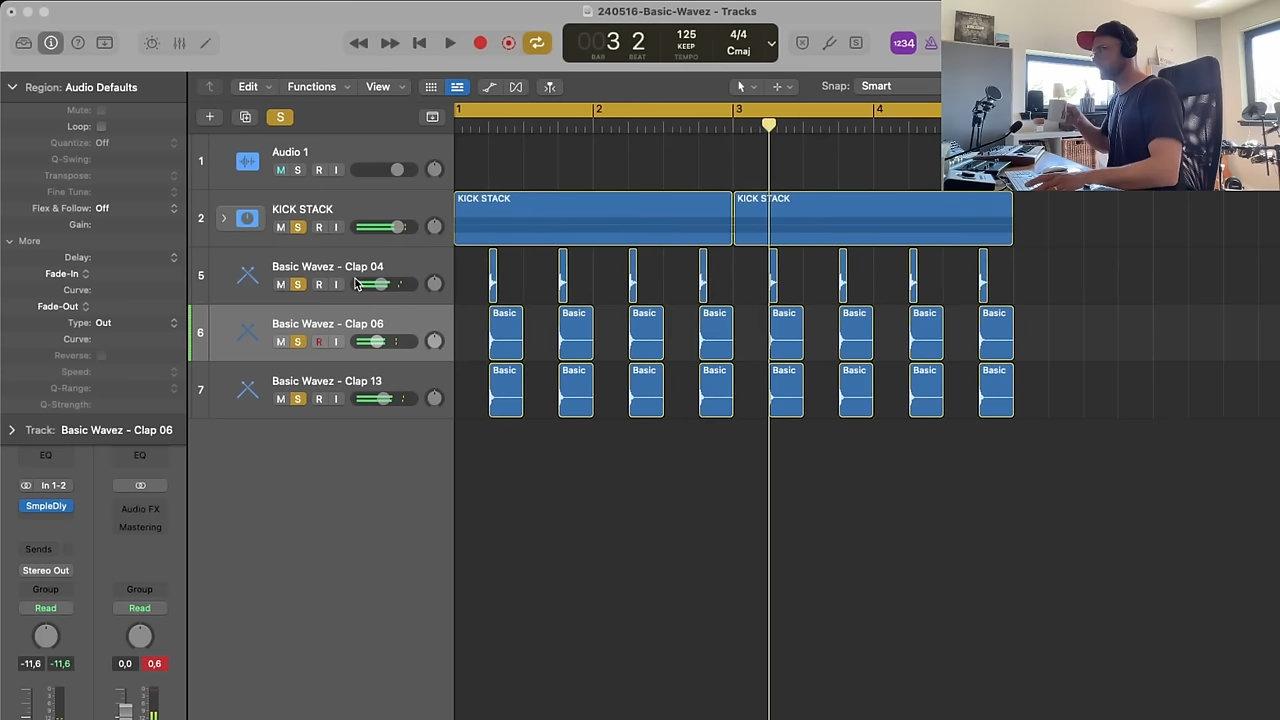 240516-Basic-Wavez - Tracks
003 2
BAR BEAT
125
KEEP
TEMPO
4/4
Cmaj
1234
Region: Audio Defaults
Edit Functions View
Snap: Smart
Mute:
Loop:
Quantize: Off
Q-Swing:
Transpose:
Fine Tune:
Flex & Follow: Off
Gain:
More
Delay:
Fade-In
Curve:
Fade-Out
Type: Out
Curve:
Reverse:
Speed:
Q-Range:
Q-Strength:
Track: Basic Wavez - Clap 06
EQ EQ
In 1-2
SmpleDly
Audio FX
Mastering
Sends
Stereo Out
Group Group
Read Read
-11,6 -11,6 0,0 0,6
S
1 2 3 4
1 Audio 1
M S R I
2 KICK STACK
M S R I
KICK STACK KICK STACK
5 Basic Wavez - Clap 04
M S R I
6 Basic Wavez - Clap 06
M S R I
Basic Basic Basic Basic Basic Basic Basic Basic
7 Basic Wavez - Clap 13
M S R I
Basic Basic Basic Basic Basic Basic Basic Basic